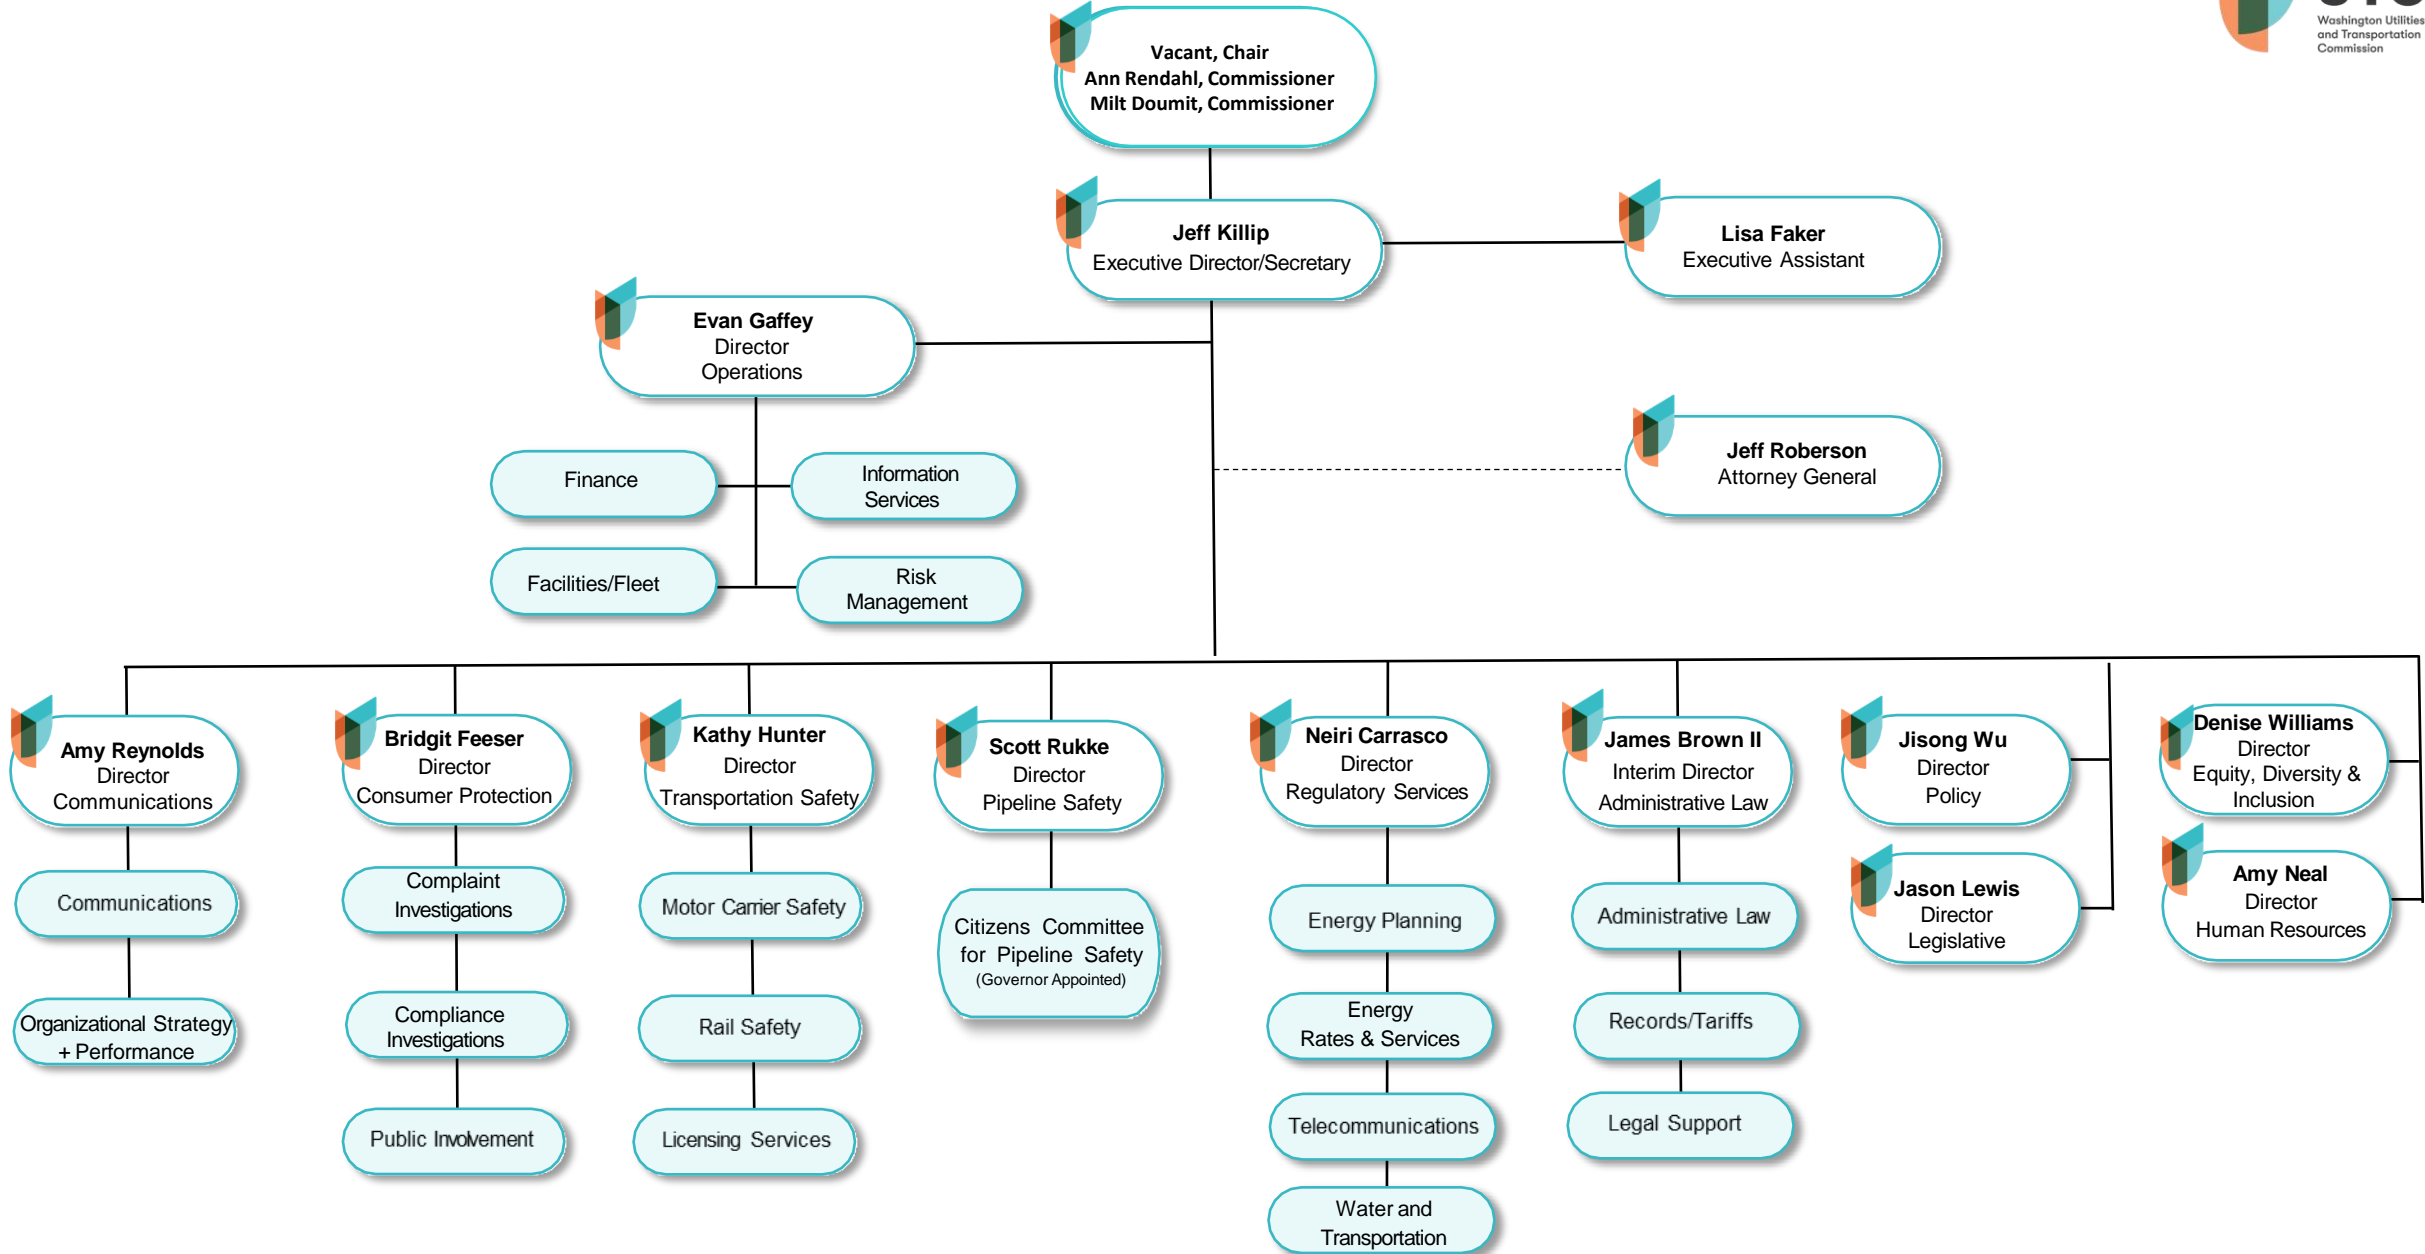 Washington Utilities
and Transportation
Commission
Vacant, Chair
Ann Rendahl, Commissioner
Milt Doumit, Commissioner
Jeff Killip
Executive Director/Secretary
Lisa Faker
Executive Assistant
Evan Gaffey
Director
Operations
Jeff Roberson
Attorney General
Finance
Information
Services
Facilities/Fleet
Risk
Management
Amy Reynolds
Director
Communications
Communications
Organizational Strategy
+ Performance
Bridgit Feeser
Director
Consumer Protection
Complaint
Investigations
Compliance
Investigations
Public Involvement
Kathy Hunter
Director
Transportation Safety
Motor Carrier Safety
Rail Safety
Licensing Services
Scott Rukke
Director
Pipeline Safety
Citizens Committee
for Pipeline Safety
(Governor Appointed)
Neiri Carrasco
Director
Regulatory Services
Energy Planning
Energy
Rates & Services
Telecommunications
Water and
Transportation
James Brown II
Interim Director
Administrative Law
Administrative Law
Records/Tariffs
Legal Support
Jisong Wu
Director
Policy
Jason Lewis
Director
Legislative
Denise Williams
Director
Equity, Diversity &
Inclusion
Amy Neal
Director
Human Resources